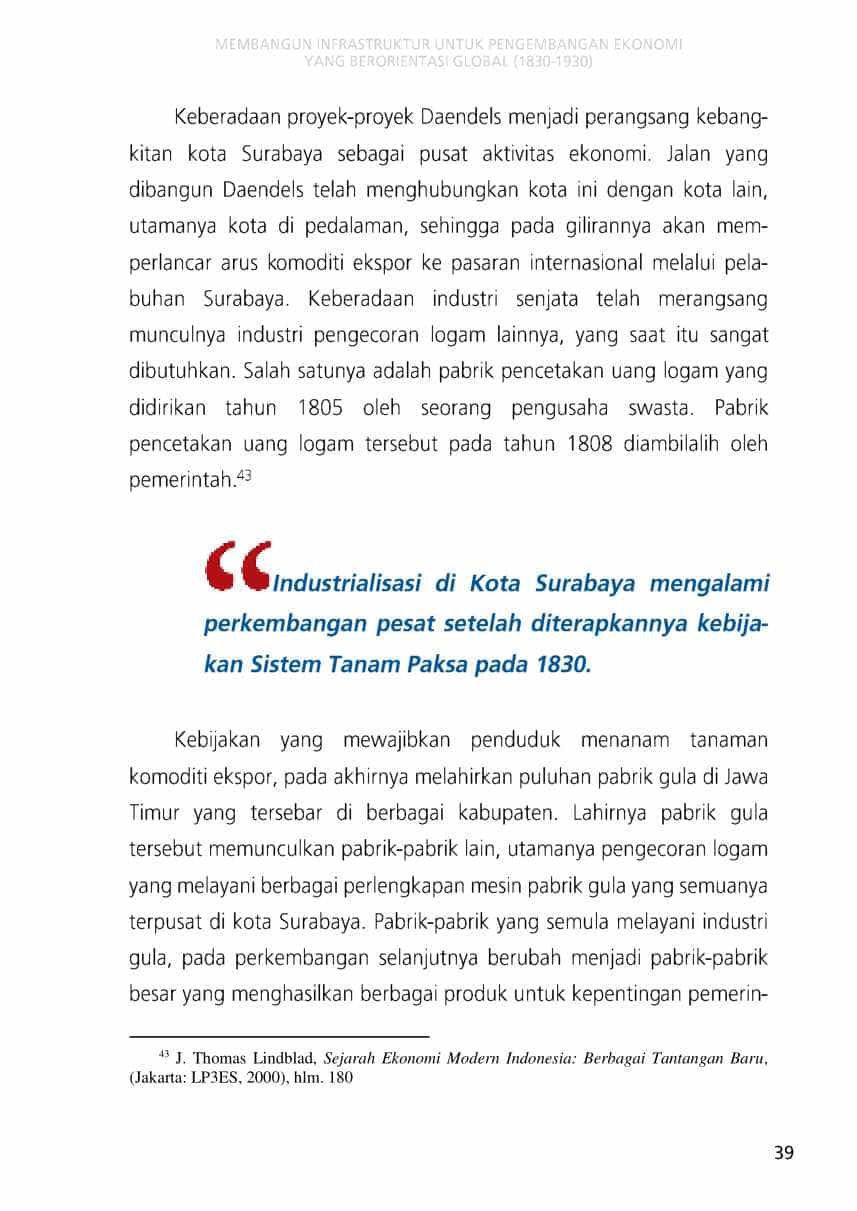 MEMBANGUN INFRASTRUKTUR UNTUK PENGEMBANGAN EKONOMI
YANG BERORIENTASI GLOBAL (1830-1930)
Keberadaan proyek-proyek Daendels menjadi perangsang kebang-
kitan kota Surabaya sebagai pusat aktivitas ekonomi. Jalan yang
dibangun Daendels telah menghubungkan kota ini dengan kota lain,
utamanya kota di pedalaman, sehingga pada gilirannya akan mem-
perlancar arus komoditi ekspor ke pasaran internasional melalui pela-
buhan Surabaya. Keberadaan industri senjata telah merangsang
munculnya industri pengecoran logam lainnya, yang saat itu sangat
dibutuhkan. Salah satunya adalah pabrik pencetakan uang logam yang
didirikan tahun 1805 oleh seorang pengusaha swasta. Pabrik
pencetakan uang logam tersebut pada tahun 1808 diambilalih oleh
pemerintah.43
“Industrialisasi di Kota Surabaya mengalami
perkembangan pesat setelah diterapkannya kebija-
kan Sistem Tanam Paksa pada 1830.
Kebijakan yang mewajibkan penduduk menanam tanaman
komoditi ekspor, pada akhirnya melahirkan puluhan pabrik gula di Jawa
Timur yang tersebar di berbagai kabupaten. Lahirnya pabrik gula
tersebut memunculkan pabrik-pabrik lain, utamanya pengecoran logam
yang melayani berbagai perlengkapan mesin pabrik gula yang semuanya
terpusat di kota Surabaya. Pabrik-pabrik yang semula melayani industri
gula, pada perkembangan selanjutnya berubah menjadi pabrik-pabrik
besar yang menghasilkan berbagai produk untuk kepentingan pemerin-
43 J. Thomas Lindblad, Sejarah Ekonomi Modern Indonesia: Berbagai Tantangan Baru,
(Jakarta: LP3ES, 2000), hlm. 180
39